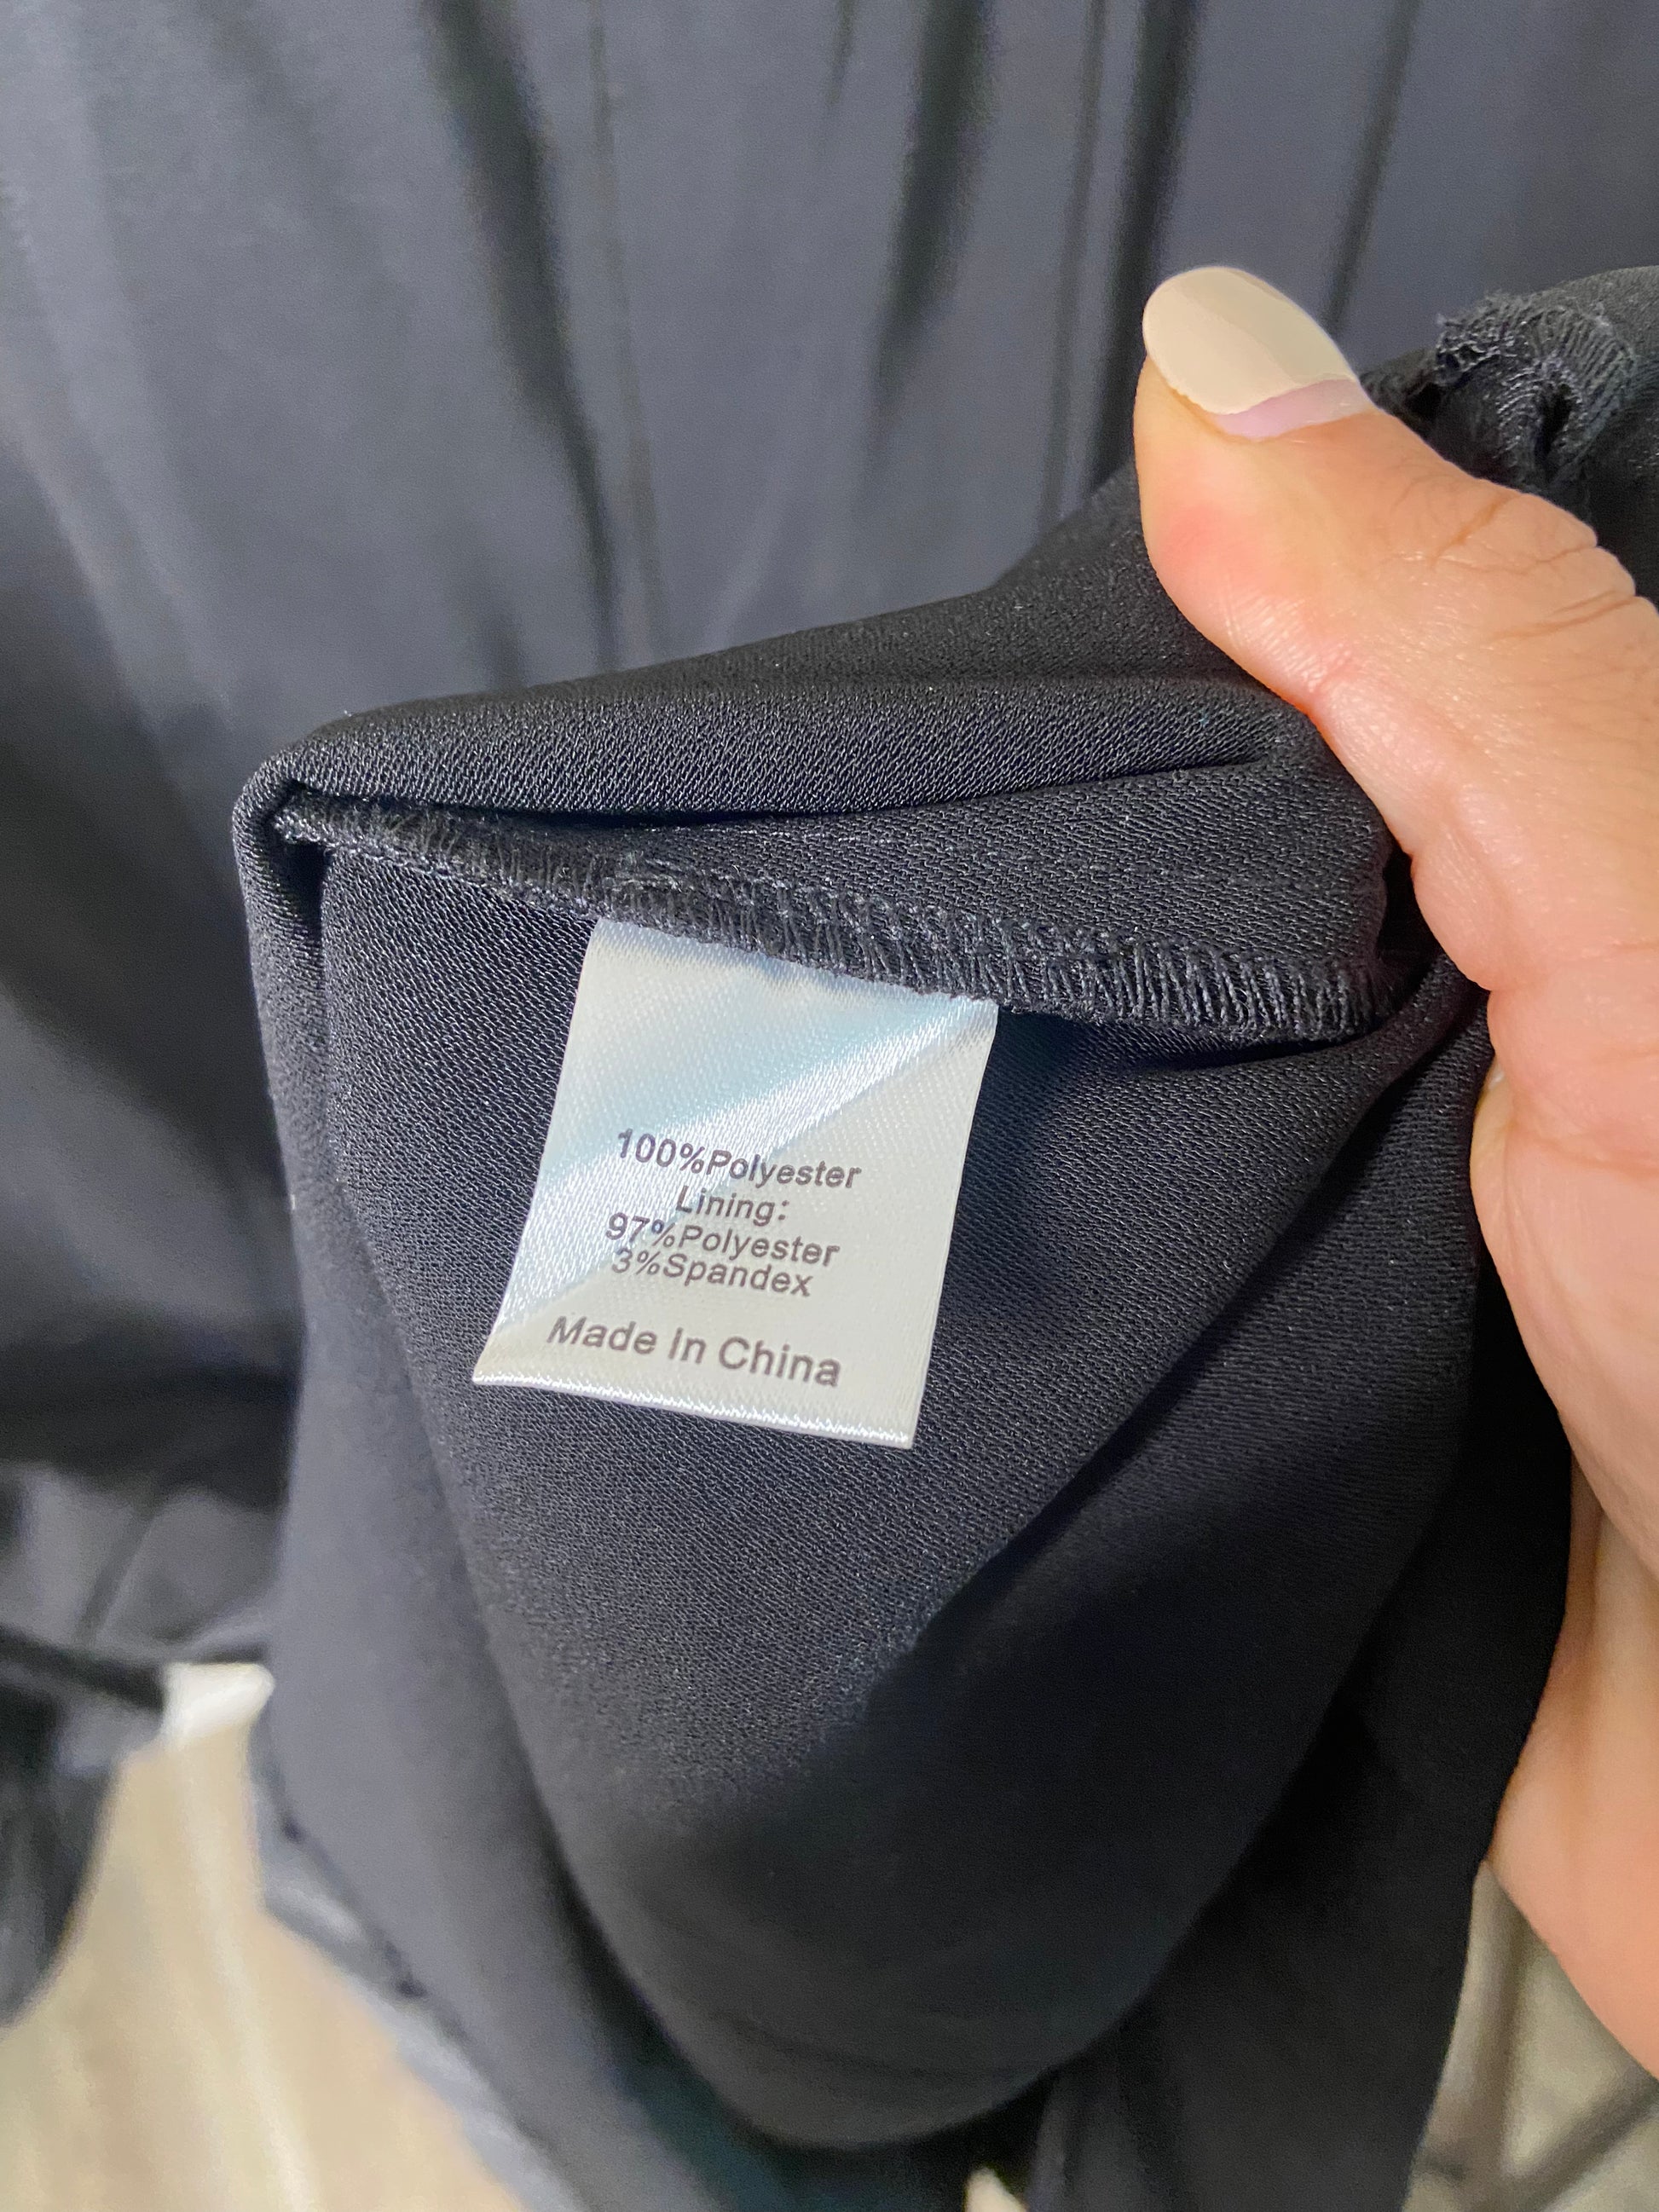 100%Polyester
Lining:
97%Polyester
3%Spandex
Made In China